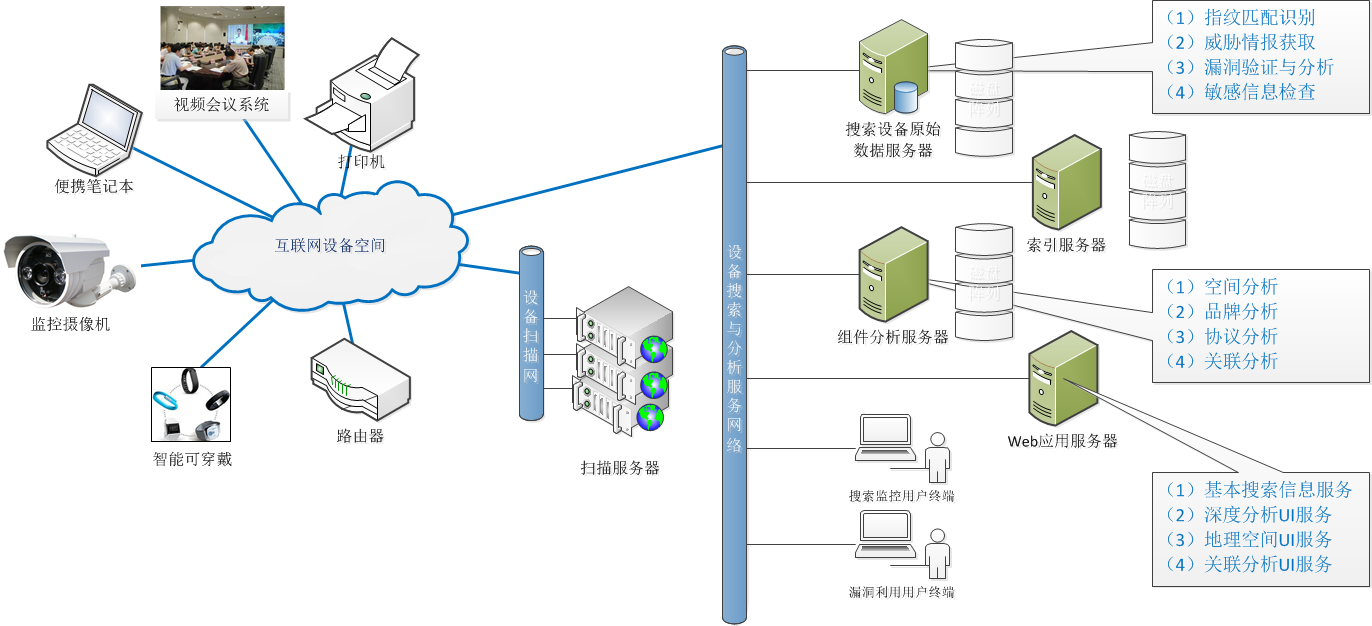 视频会议系统
打印机
便携笔记本
互联网设备空间
监控摄像机
智能可穿戴
路由器
设备扫描网
扫描服务器
设备搜索与分析服务网络
搜索设备原始
数据服务器
磁盘
阵列
(1)指纹匹配识别
(2)威胁情报获取
(3)漏洞验证与分析
(4)敏感信息检查
索引服务器
磁盘
阵列
组件分析服务器
磁盘
阵列
(1)空间分析
(2)品牌分析
(3)协议分析
(4)关联分析
Web应用服务器
(1)基本搜索信息服务
(2)深度分析UI服务
(3)地理空间UI服务
(4)关联分析UI服务
搜索监控用户终端
漏洞利用用户终端